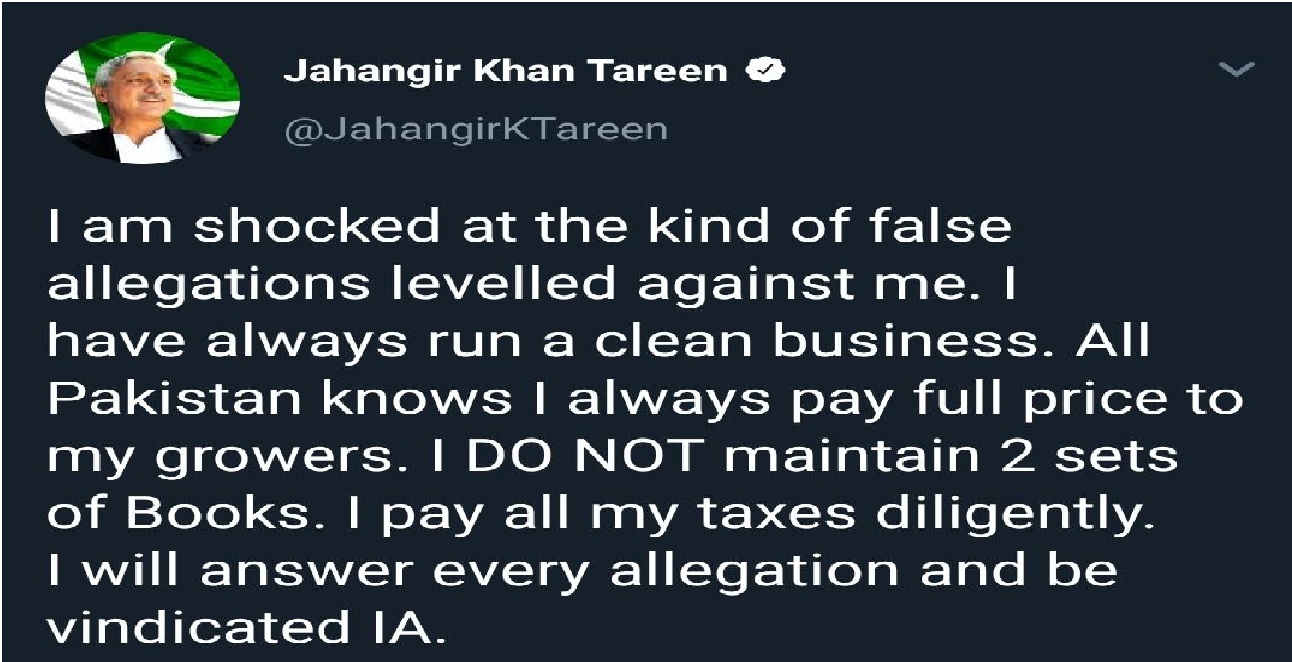 Jahangir Khan Tareen
@JahangirKTareen
I am shocked at the kind of false
allegations levelled against me. I
have always run a clean business. All
Pakistan knows I always pay full price to
my growers. I DO NOT maintain 2 sets
of Books. I pay all my taxes diligently.
I will answer every allegation and be
vindicated IA.